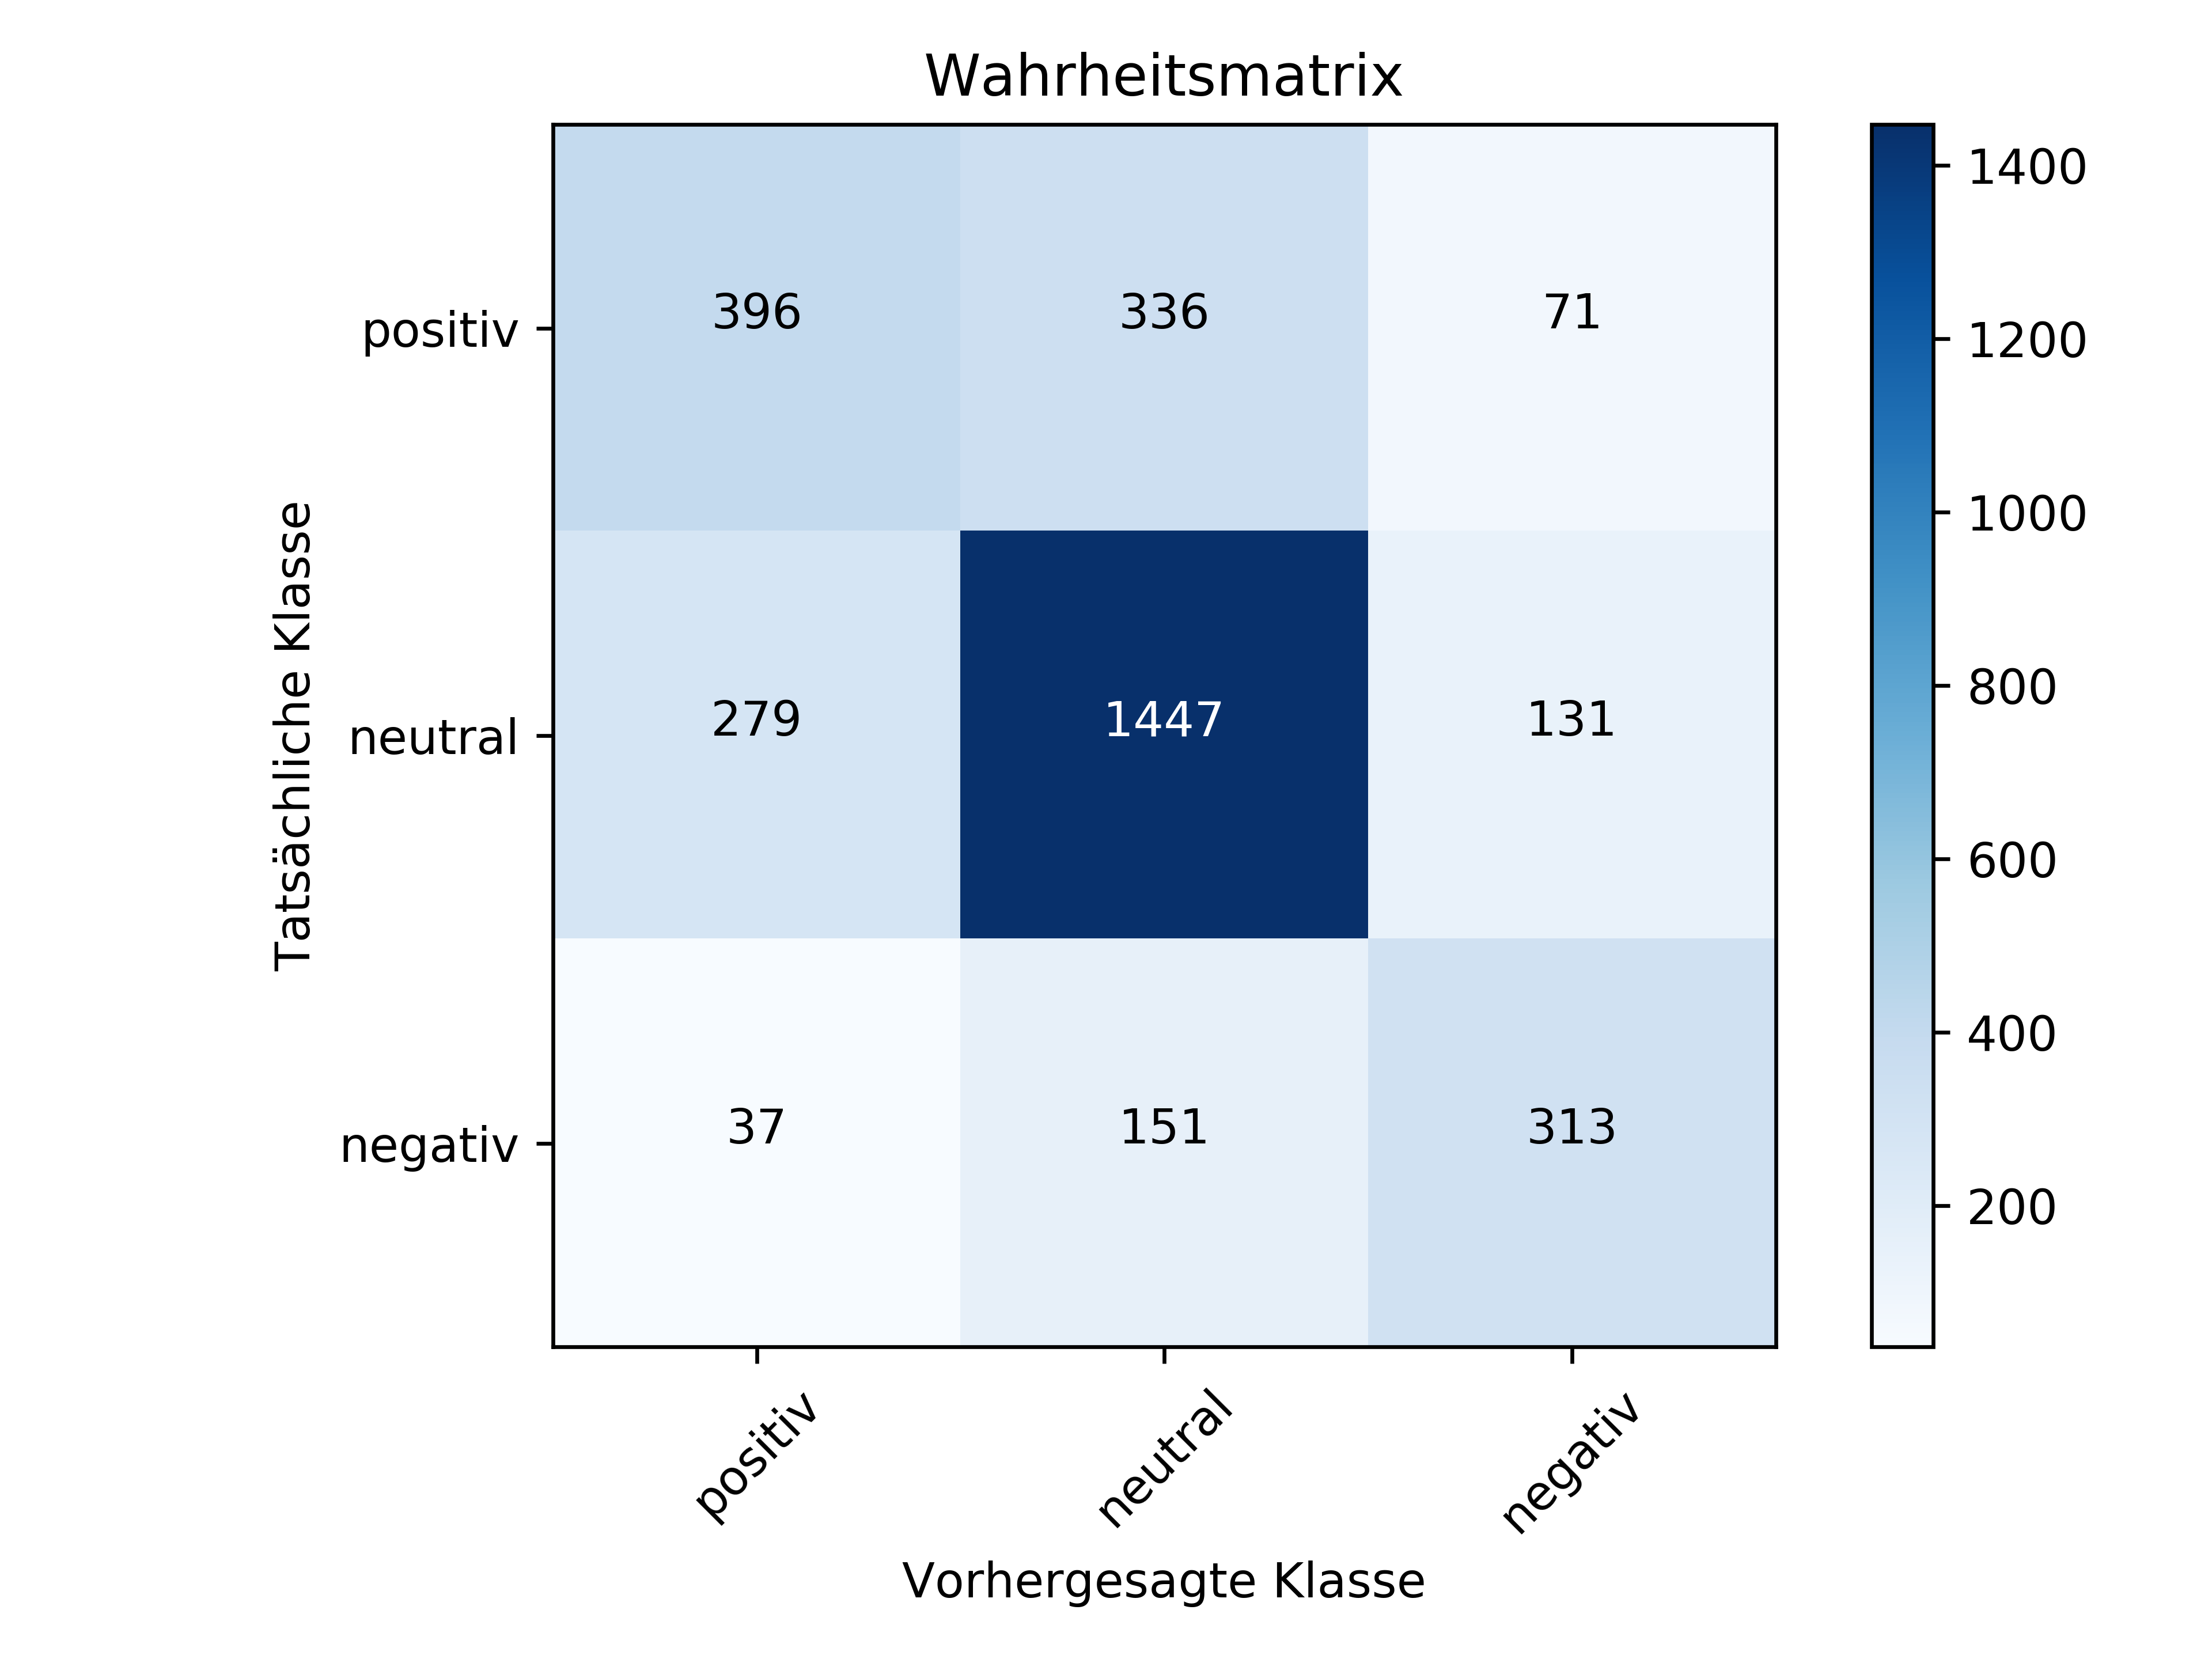 Wahrheitsmatrix
Tatsächliche Klasse
positiv
396 336 71
neutral
279 1447 131
negativ
37 151 313
positiv neutral negativ
Vorhergesagte Klasse
1400
1200
1000
800
600
400
200